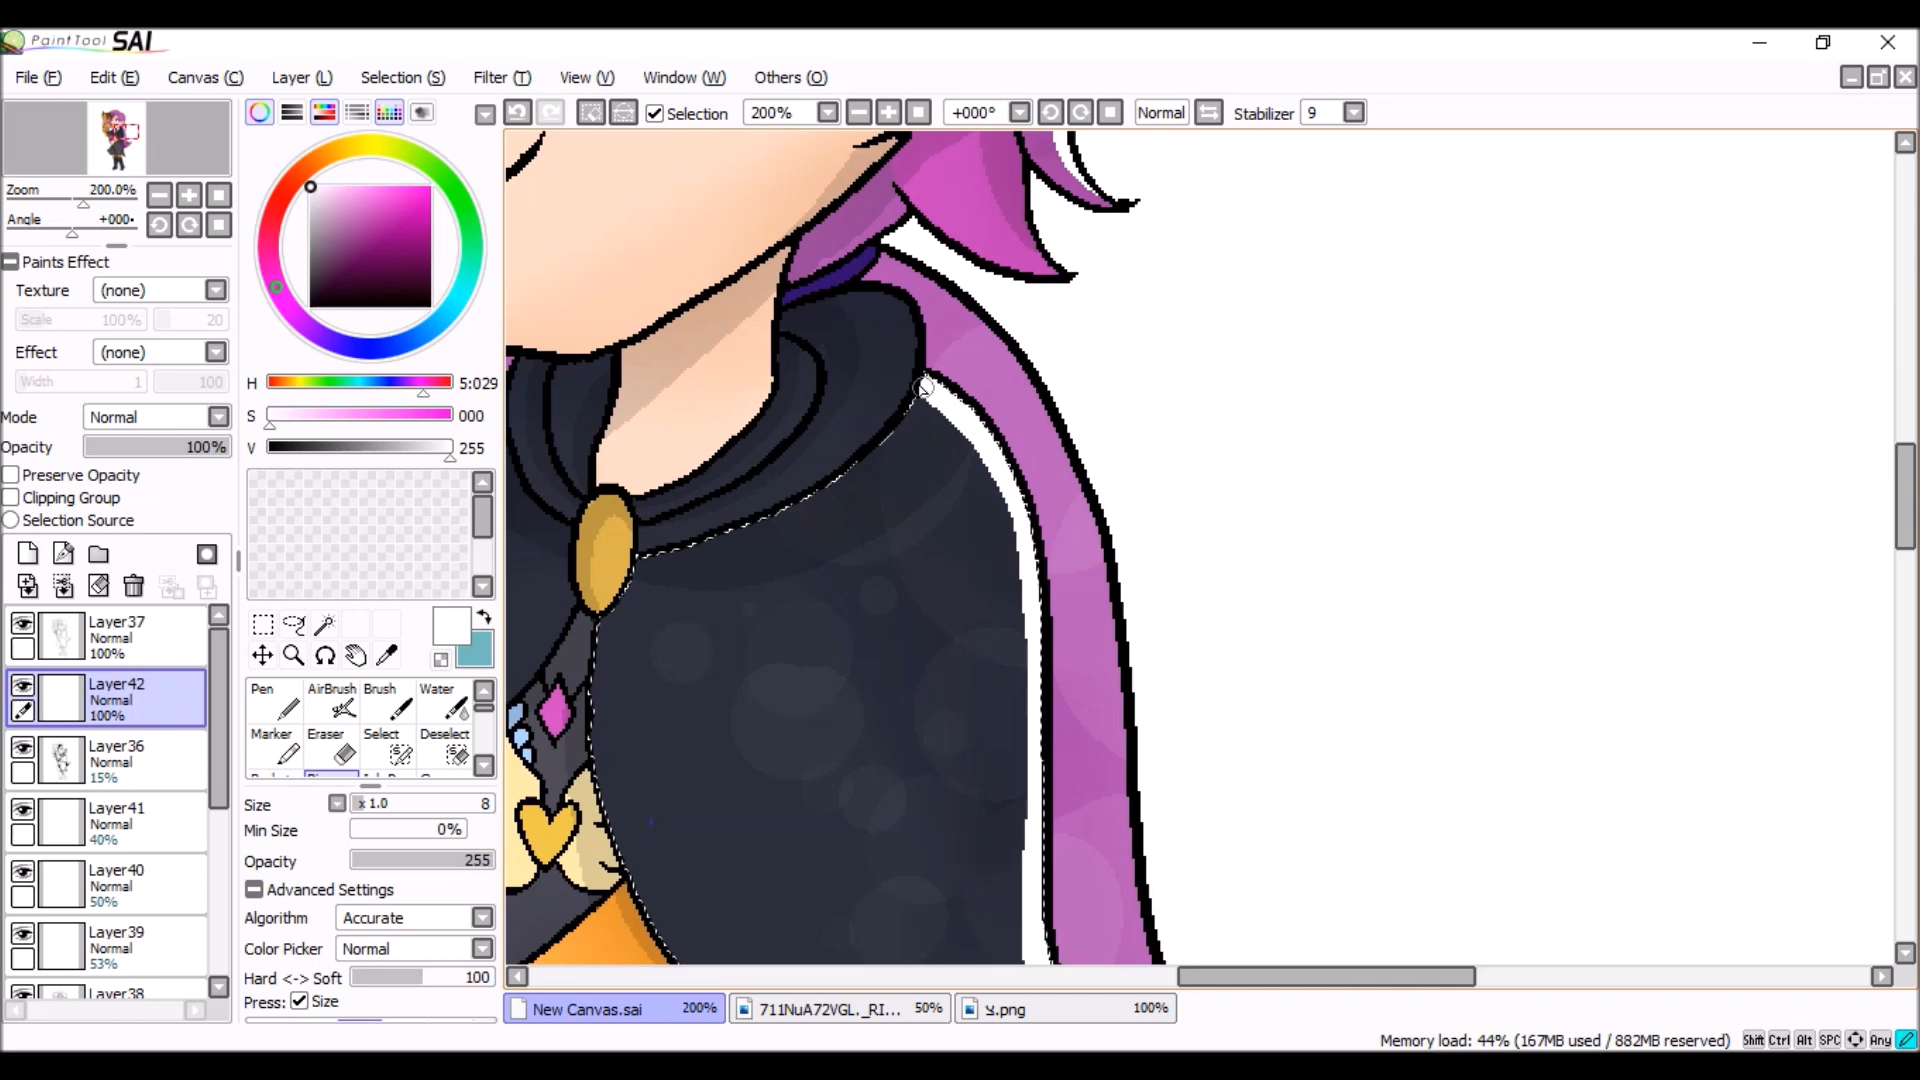 PaintTool SAI
File (F) Edit (E) Canvas (C) Layer (L) Selection (S) Filter (T) View (V) Window (W) Others (O)
Selection 200% +000° Normal Stabilizer 9
Zoom 200.0%
Angle +000
Paints Effect
Texture (none)
Scale 100% 20
Effect (none)
Width 1 100
Mode Normal
Opacity 100%
Preserve Opacity
Clipping Group
Selection Source
Layer37
Normal
100%
Layer42
Normal
100%
Layer36
Normal
15%
Layer41
Normal
40%
Layer40
Normal
50%
Layer39
Normal
53%
Layer38
H 5:029
S 000
V 255
Pen AirBrush Brush Water
Marker Eraser Select Deselect
Size x 1.0 8
Min Size 0%
Opacity 255
Advanced Settings
Algorithm Accurate
Color Picker Normal
Hard <-> Soft 100
Press: Size
New Canvas.sai 200% 711NuA72VGL._RI... 50% 100%
Memory load: 44% (167MB used / 882MB reserved) Shift Ctrl Alt SPC Any